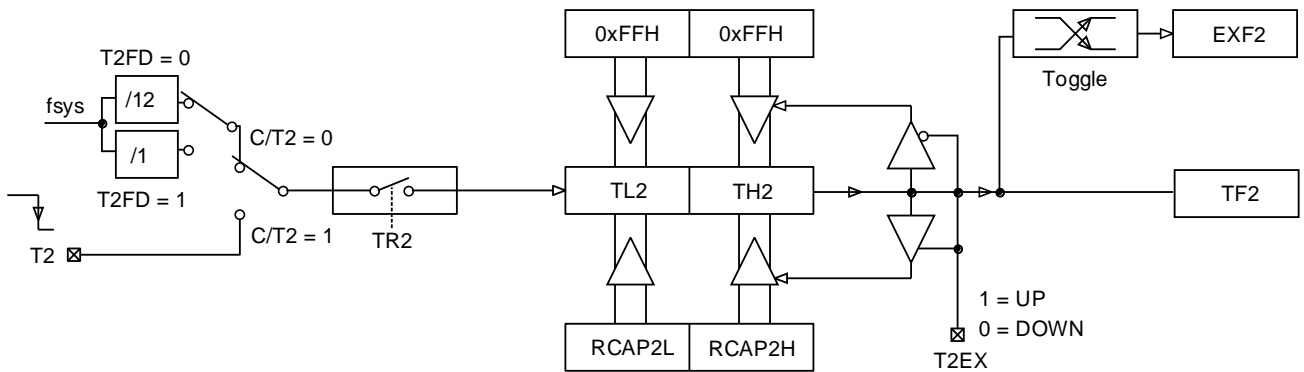 0xFFH 0xFFH
EXF2
Toggle
T2FD = 0
/12
fsys
C/T2 = 0
/1
T2FD = 1
TL2 TH2
TF2
C/T2 = 1
TR2
T2
1 = UP
0 = DOWN
RCAP2L RCAP2H
T2EX